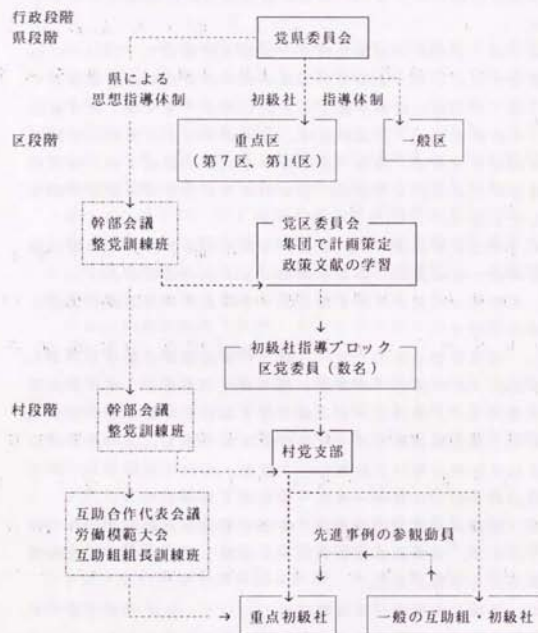 行政段階
県段階
党県委員会
県による
思想指導体制
初級社 指導体制
区段階
重点区
(第7区、第14区)
一般区
幹部会議
整党訓練班
党区委員会
集団で計画策定
政策文献の学習
初級社指導ブロック
区党委員(数名)
村段階
幹部会議
整党訓練班
村党支部
互助合作代表会議
労働模範大会
互助組組長訓練班
先進事例の参観動員
重点初級社
一般の互助組・初級社